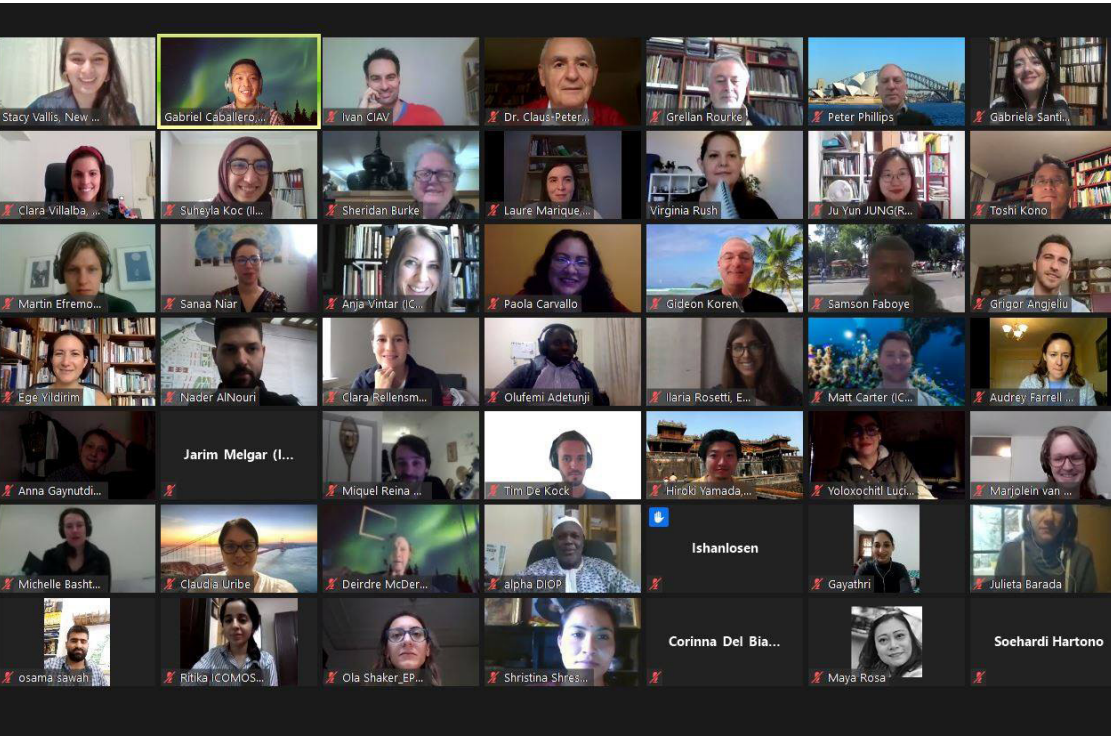 Stacy Vallis, New ...
Gabriel Caballero,...
Ivan CIAV
Dr. Claus-Peter...
Grellan Rourke
Peter Phillips
Gabriela Santi...
Clara Villalba, ...
Suheyla Koc (II...
Sheridan Burke
Laure Marique,...
Virginia Rush
Ju Yun JUNG(R...
Toshi Kono
Martin Efremo...
Sanaa Niar
Anja Vintar (IC...
Paola Carvallo
Gideon Koren
Samson Faboye
Grigor Angjeliu
Ege Yildirim
Nader AlNouri
Clara Rellensm...
Olufemi Adetunji
Ilaria Rosetti, E...
Matt Carter (IC...
Audrey Farrell ...
Anna Gaynutdi...
Jarim Melgar (I...
Miquel Reina ...
Tim De Kock
Hiroki Yamada,...
Yoloxochitl Luci...
Marjolein van ...
Michelle Basht...
Claudia Uribe
Deirdre McDer...
alpha DIOP
Ishanlosen
Gayathri
Julieta Barada
osama sawah
Ritika ICOMOS...
Ola Shaker_EP...
Shristina Shres...
Corinna Del Bia...
Maya Rosa
Soehardi Hartono